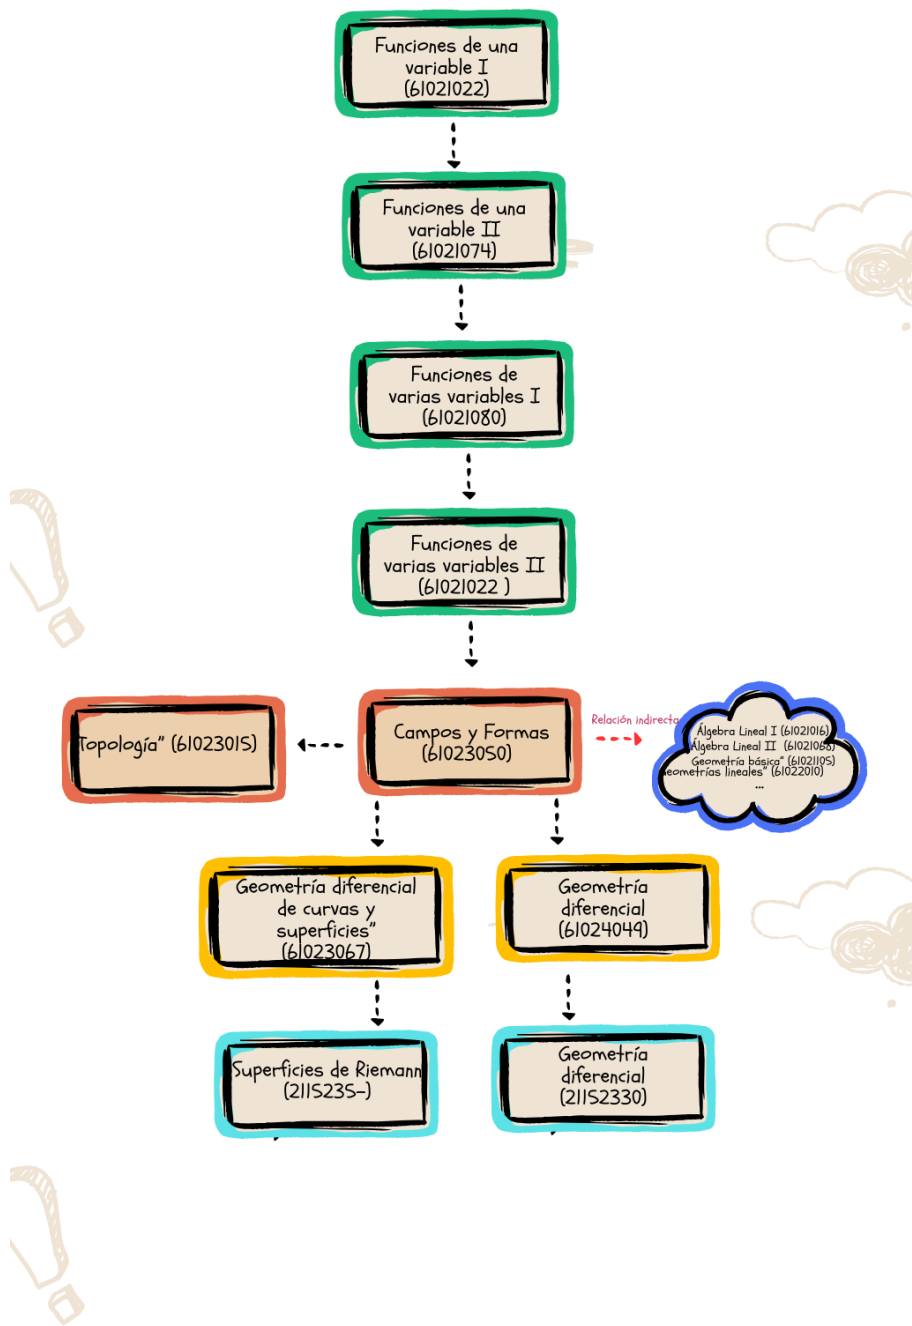 Funciones de una
variable I
(61021022)
Funciones de una
variable II
(61021074)
Funciones de
varias variables I
(61021080)
Funciones de
varias variables II
(61021022 )
Topología" (61023015)
Campos y Formas
(61023050)
Relación indirecta
Álgebra Lineal I (61021016)
Álgebra Lineal II (61021068)
Geometría básica" (61021105)
Geometrías lineales" (61022010)
...
Geometría diferencial
de curvas y
superficies"
(61023067)
Geometría
diferencial
(61024049)
Superficies de Riemann
(2115235-)
Geometría
diferencial
(21152330)